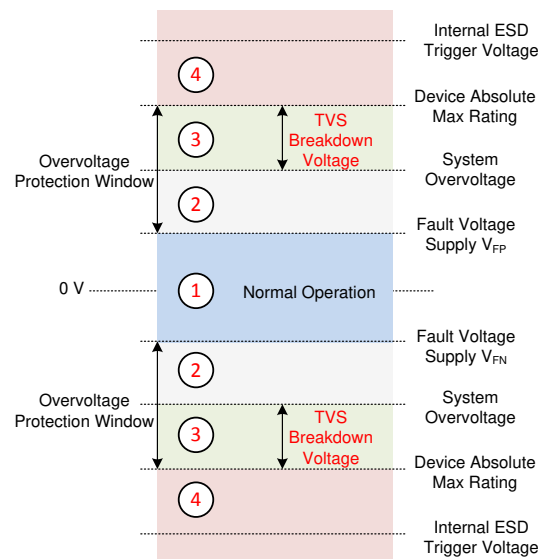 Internal ESD
Trigger Voltage
4
Device Absolute
Max Rating
TVS
Breakdown
Voltage
3
Overvoltage
Protection Window
System
Overvoltage
2
Fault Voltage
Supply VFP
0 V
1
Normal Operation
Fault Voltage
Supply VFN
2
System
Overvoltage
Overvoltage
Protection Window
3
TVS
Breakdown
Voltage
Device Absolute
Max Rating
4
Internal ESD
Trigger Voltage